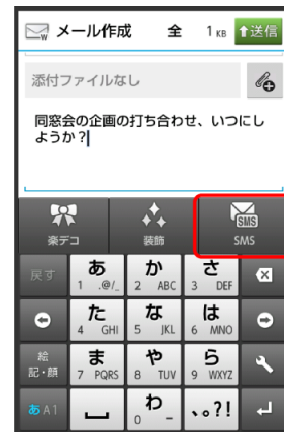 メール作成 全 1 KB ⬆送信
添付ファイルなし
同窓会の企画の打ち合わせ、いつにし
ようか?
SMS
楽デコ 装飾 SMS
戻す あ か さ
1 .@/_ 2 ABC 3 DEF
た な は
4 GHI 5 JKL 6 MNO
絵 ま や ら
記・顔 7 PQRS 8 TUV 9 WXYZ
あA1 わ 、。?!
0 -